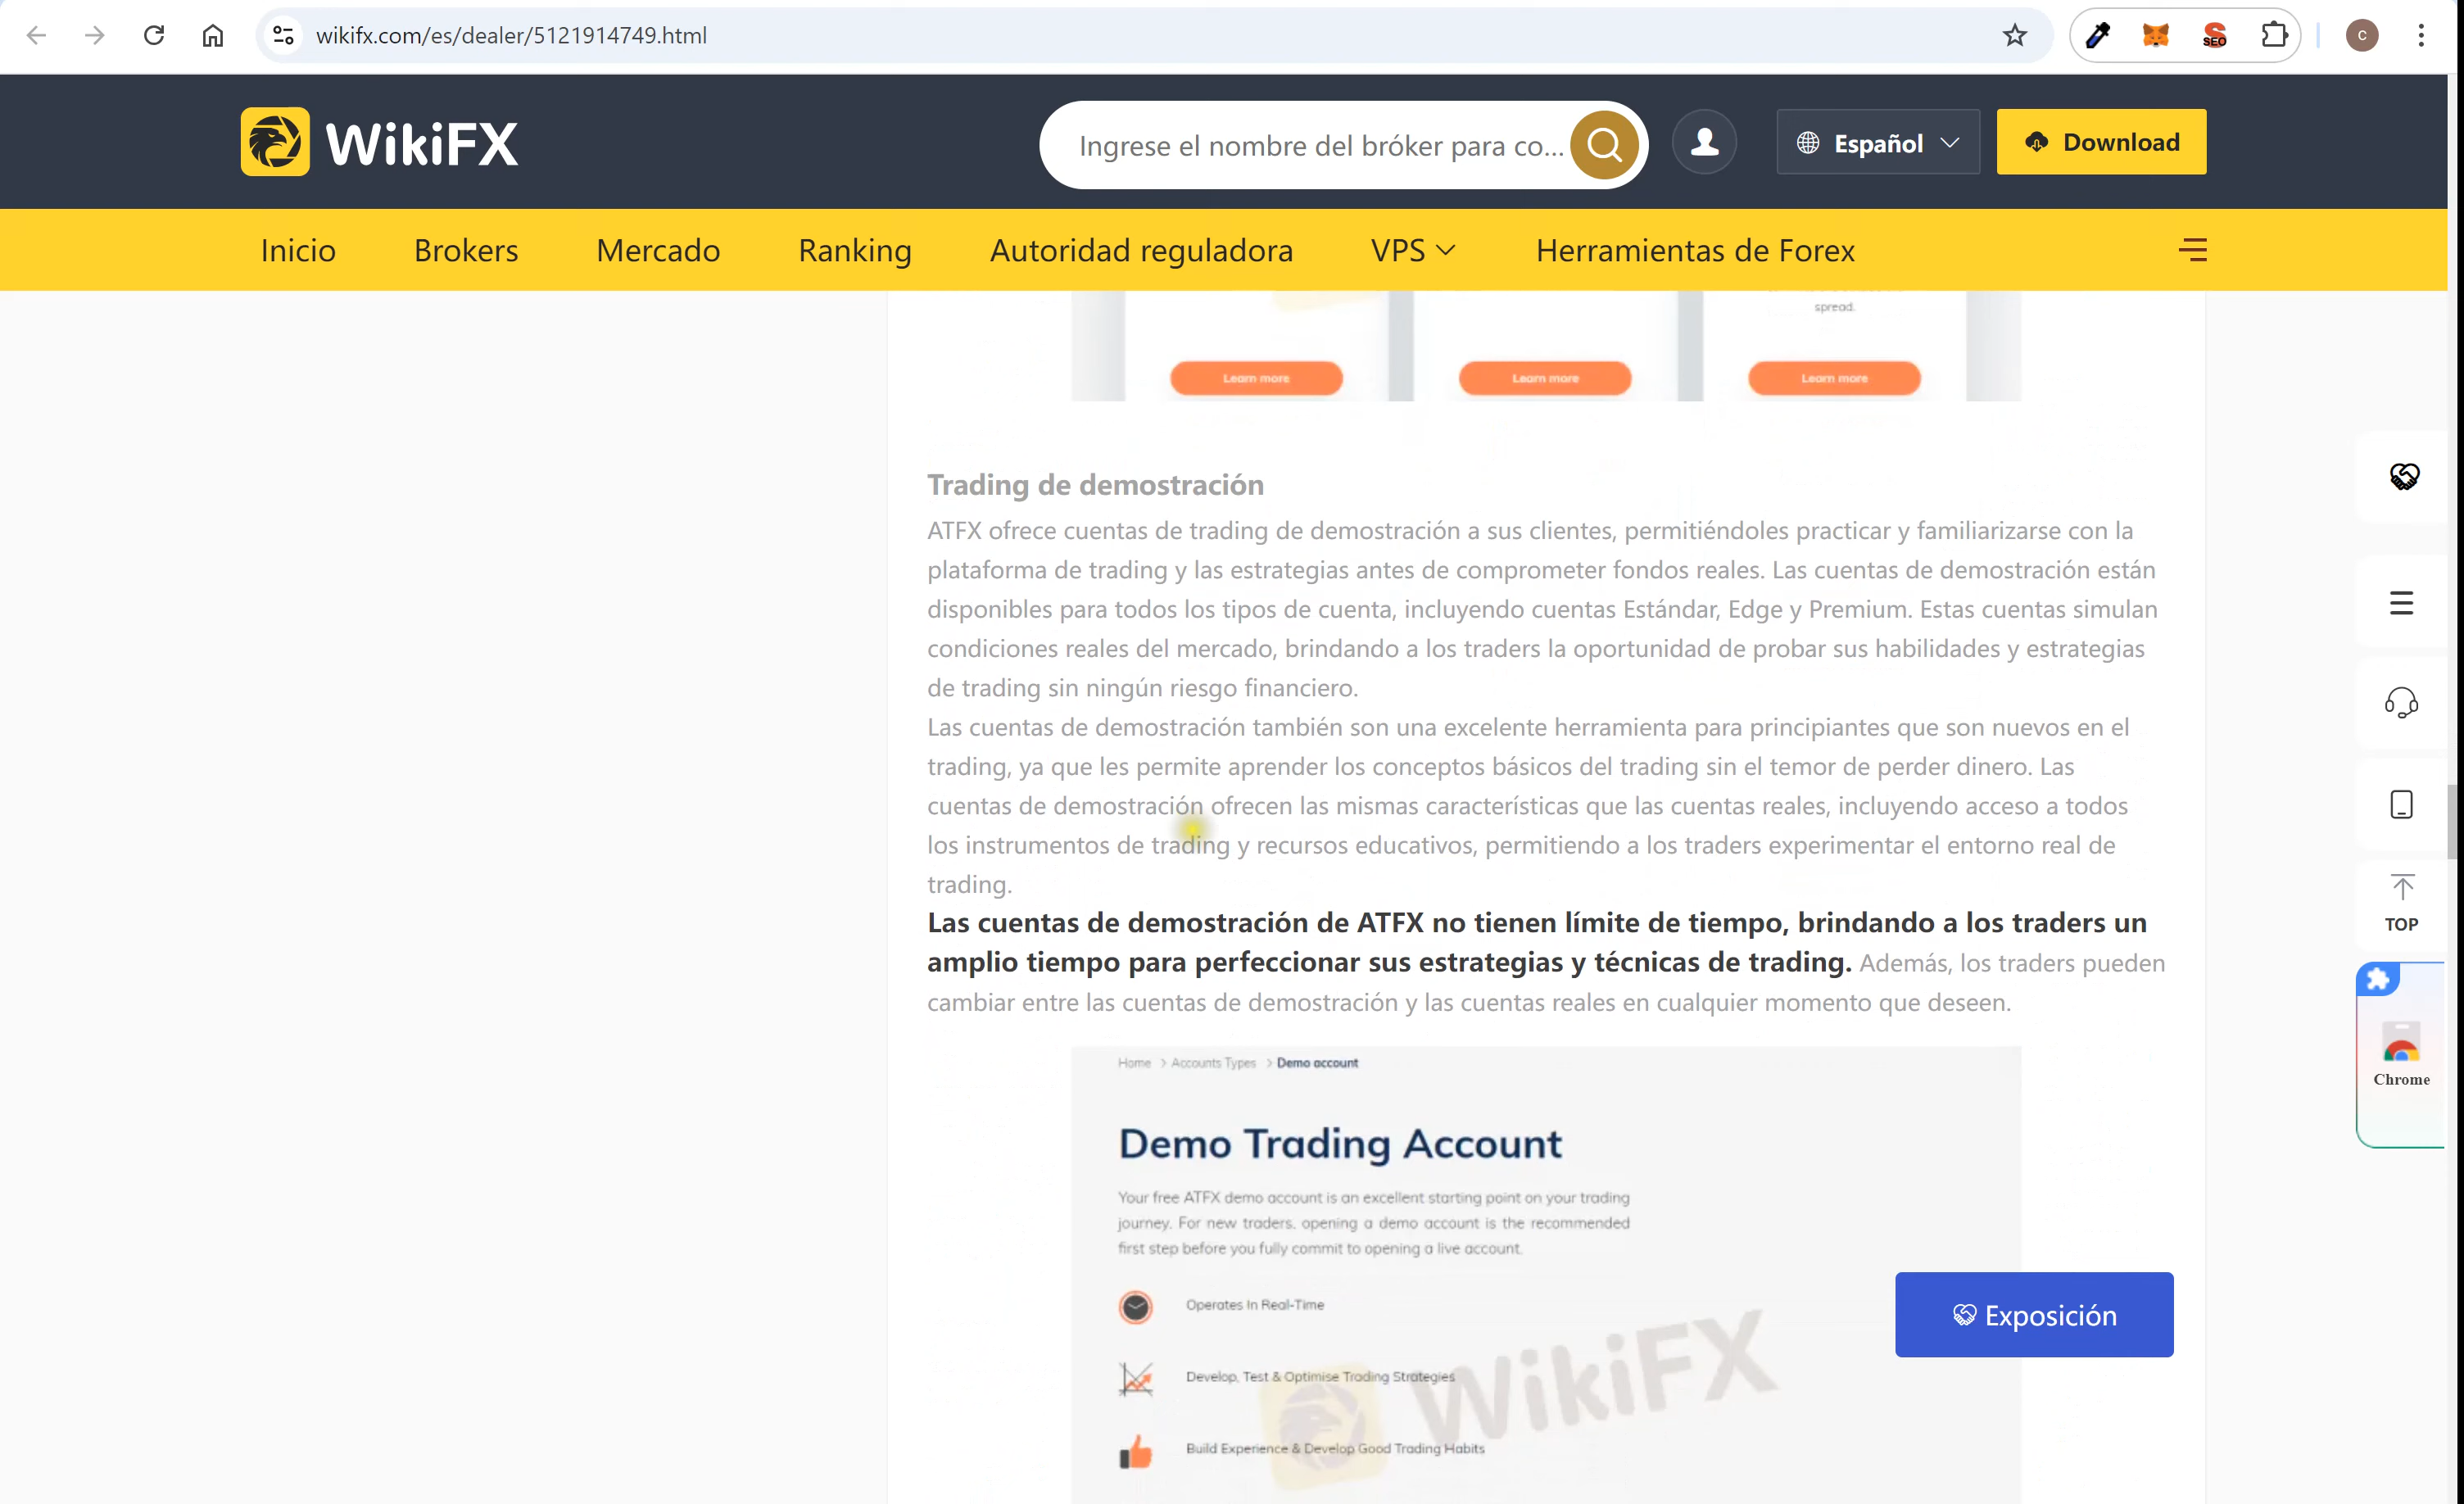 wikifx.com/es/dealer/5121914749.html
SEO
C
WikiFX
Ingrese el nombre del bróker para co...
Español
Download
Inicio
Brokers
Mercado
Ranking
Autoridad reguladora
VPS
Herramientas de Forex
spread.
Learn more
Learn more
Learn more
Trading de demostración
ATFX ofrece cuentas de trading de demostración a sus clientes, permitiéndoles practicar y familiarizarse con la
plataforma de trading y las estrategias antes de comprometer fondos reales. Las cuentas de demostración están
disponibles para todos los tipos de cuenta, incluyendo cuentas Estándar, Edge y Premium. Estas cuentas simulan
condiciones reales del mercado, brindando a los traders la oportunidad de probar sus habilidades y estrategias
de trading sin ningún riesgo financiero.
Las cuentas de demostración también son una excelente herramienta para principiantes que son nuevos en el
trading, ya que les permite aprender los conceptos básicos del trading sin el temor de perder dinero. Las
cuentas de demostración ofrecen las mismas características que las cuentas reales, incluyendo acceso a todos
los instrumentos de trading y recursos educativos, permitiendo a los traders experimentar el entorno real de
trading.
Las cuentas de demostración de ATFX no tienen límite de tiempo, brindando a los traders un
amplio tiempo para perfeccionar sus estrategias y técnicas de trading. Además, los traders pueden
cambiar entre las cuentas de demostración y las cuentas reales en cualquier momento que deseen.
Home > Accounts Types > Demo account
Demo Trading Account
Your free ATFX demo account is an excellent starting point on your trading
journey. For new traders, opening a demo account is the recommended
first step before you fully commit to opening a live account.
Operates In Real-Time
Develop, Test & Optimise Trading Strategies
Build Experience & Develop Good Trading Habits
WikiFX
Exposición
TOP
Chrome